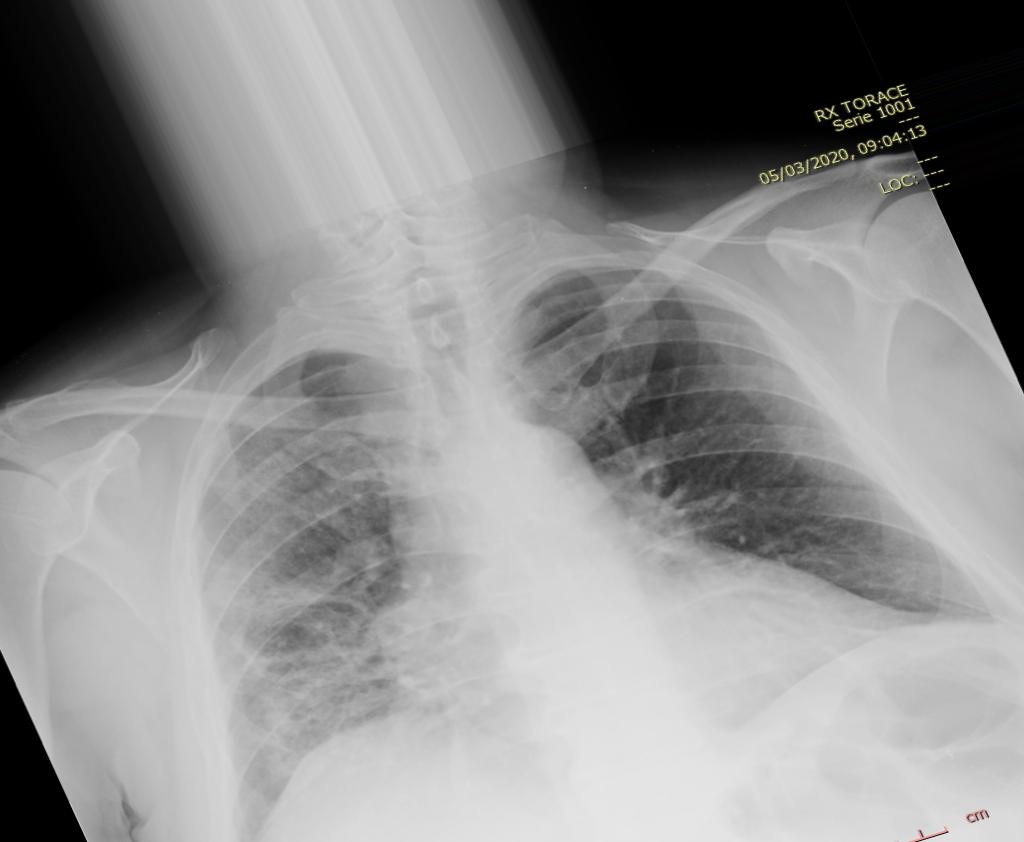 RX TORACE
Serie 1001
---
05/03/2020, 09:04:13
---
---
LOC: ---
---
cm